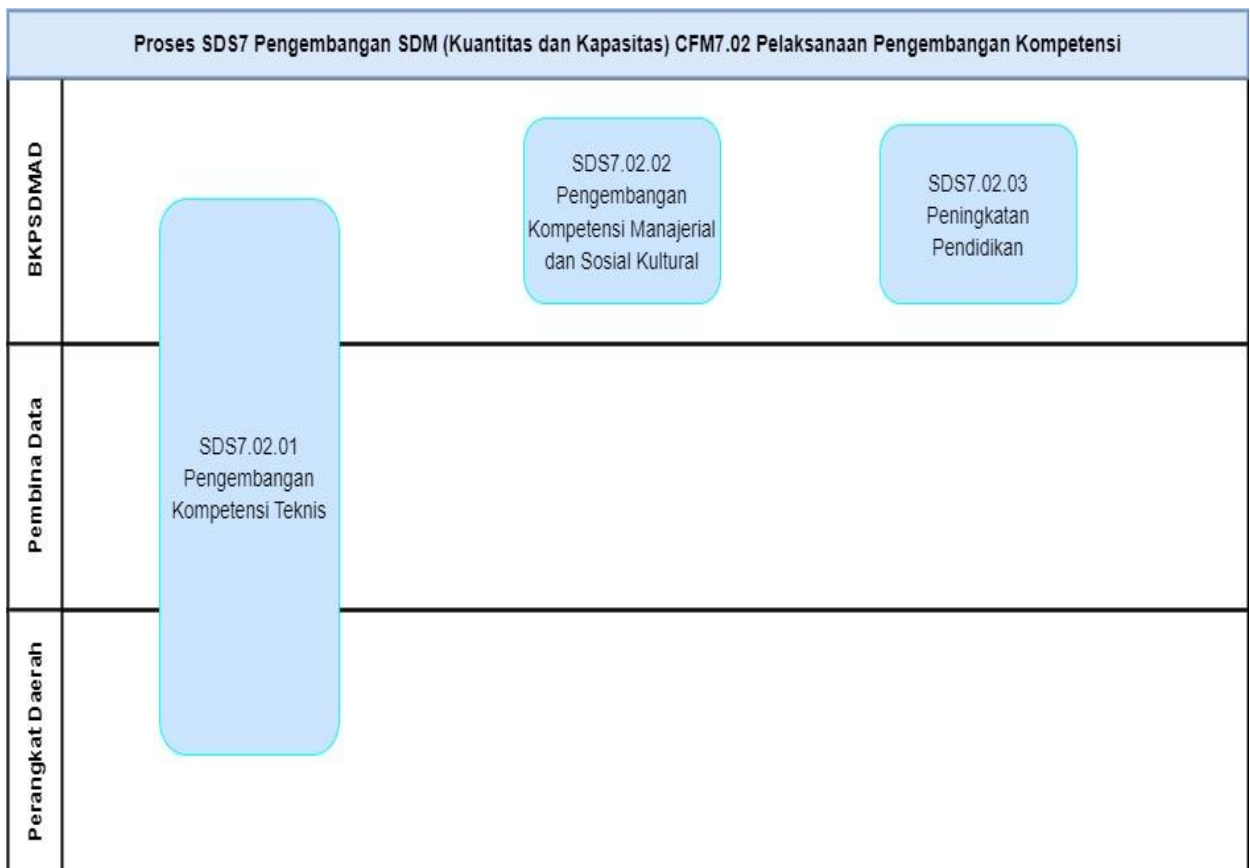 Proses SDS7 Pengembangan SDM (Kuantitas dan Kapasitas) CFM7.02 Pelaksanaan Pengembangan Kompetensi
BKPSDMAD
SDS7.02.02
Pengembangan
Kompetensi Manajerial
dan Sosial Kultural
SDS7.02.03
Peningkatan
Pendidikan
Pembina Data
SDS7.02.01
Pengembangan
Kompetensi Teknis
Perangkat Daerah